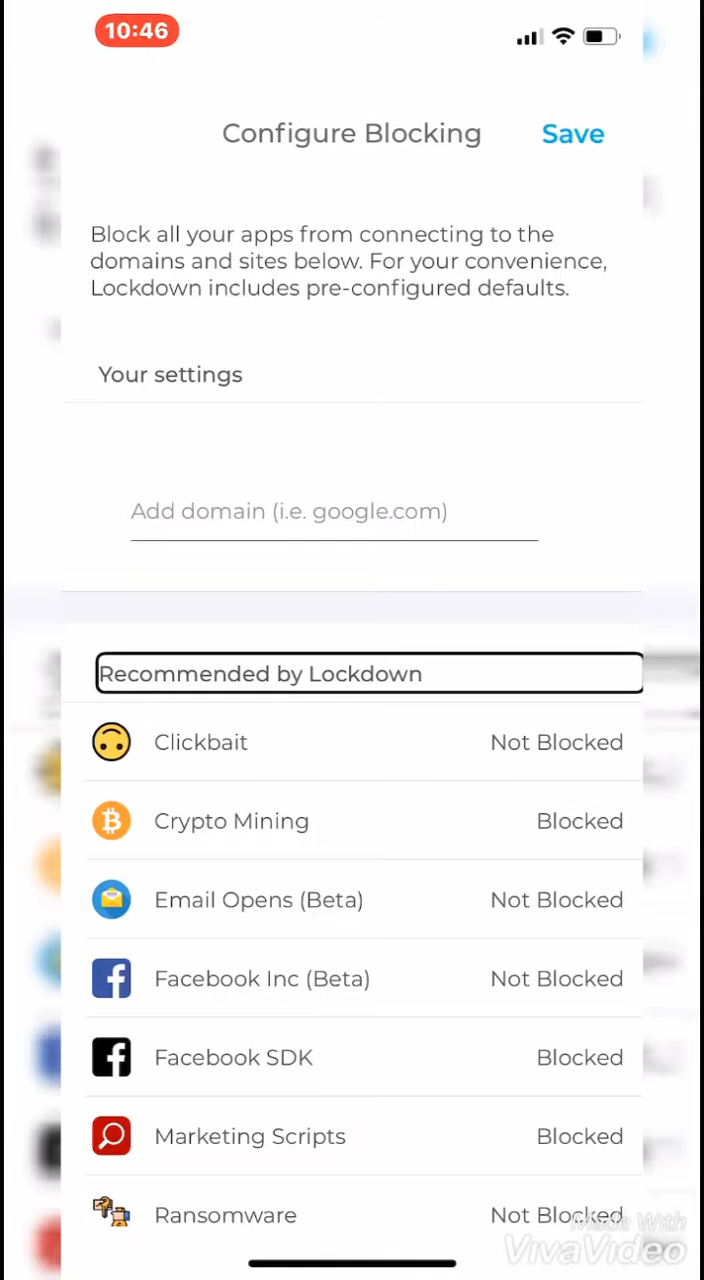 10:46
Configure Blocking
Save
Block all your apps from connecting to the
domains and sites below. For your convenience,
Lockdown includes pre-configured defaults.
Your settings
Add domain (i.e. google.com)
Recommended by Lockdown
Clickbait Not Blocked
Crypto Mining Blocked
Email Opens (Beta) Not Blocked
Facebook Inc (Beta) Not Blocked
Facebook SDK Blocked
Marketing Scripts Blocked
Ransomware Not Blocked
Made With
VivaVideo